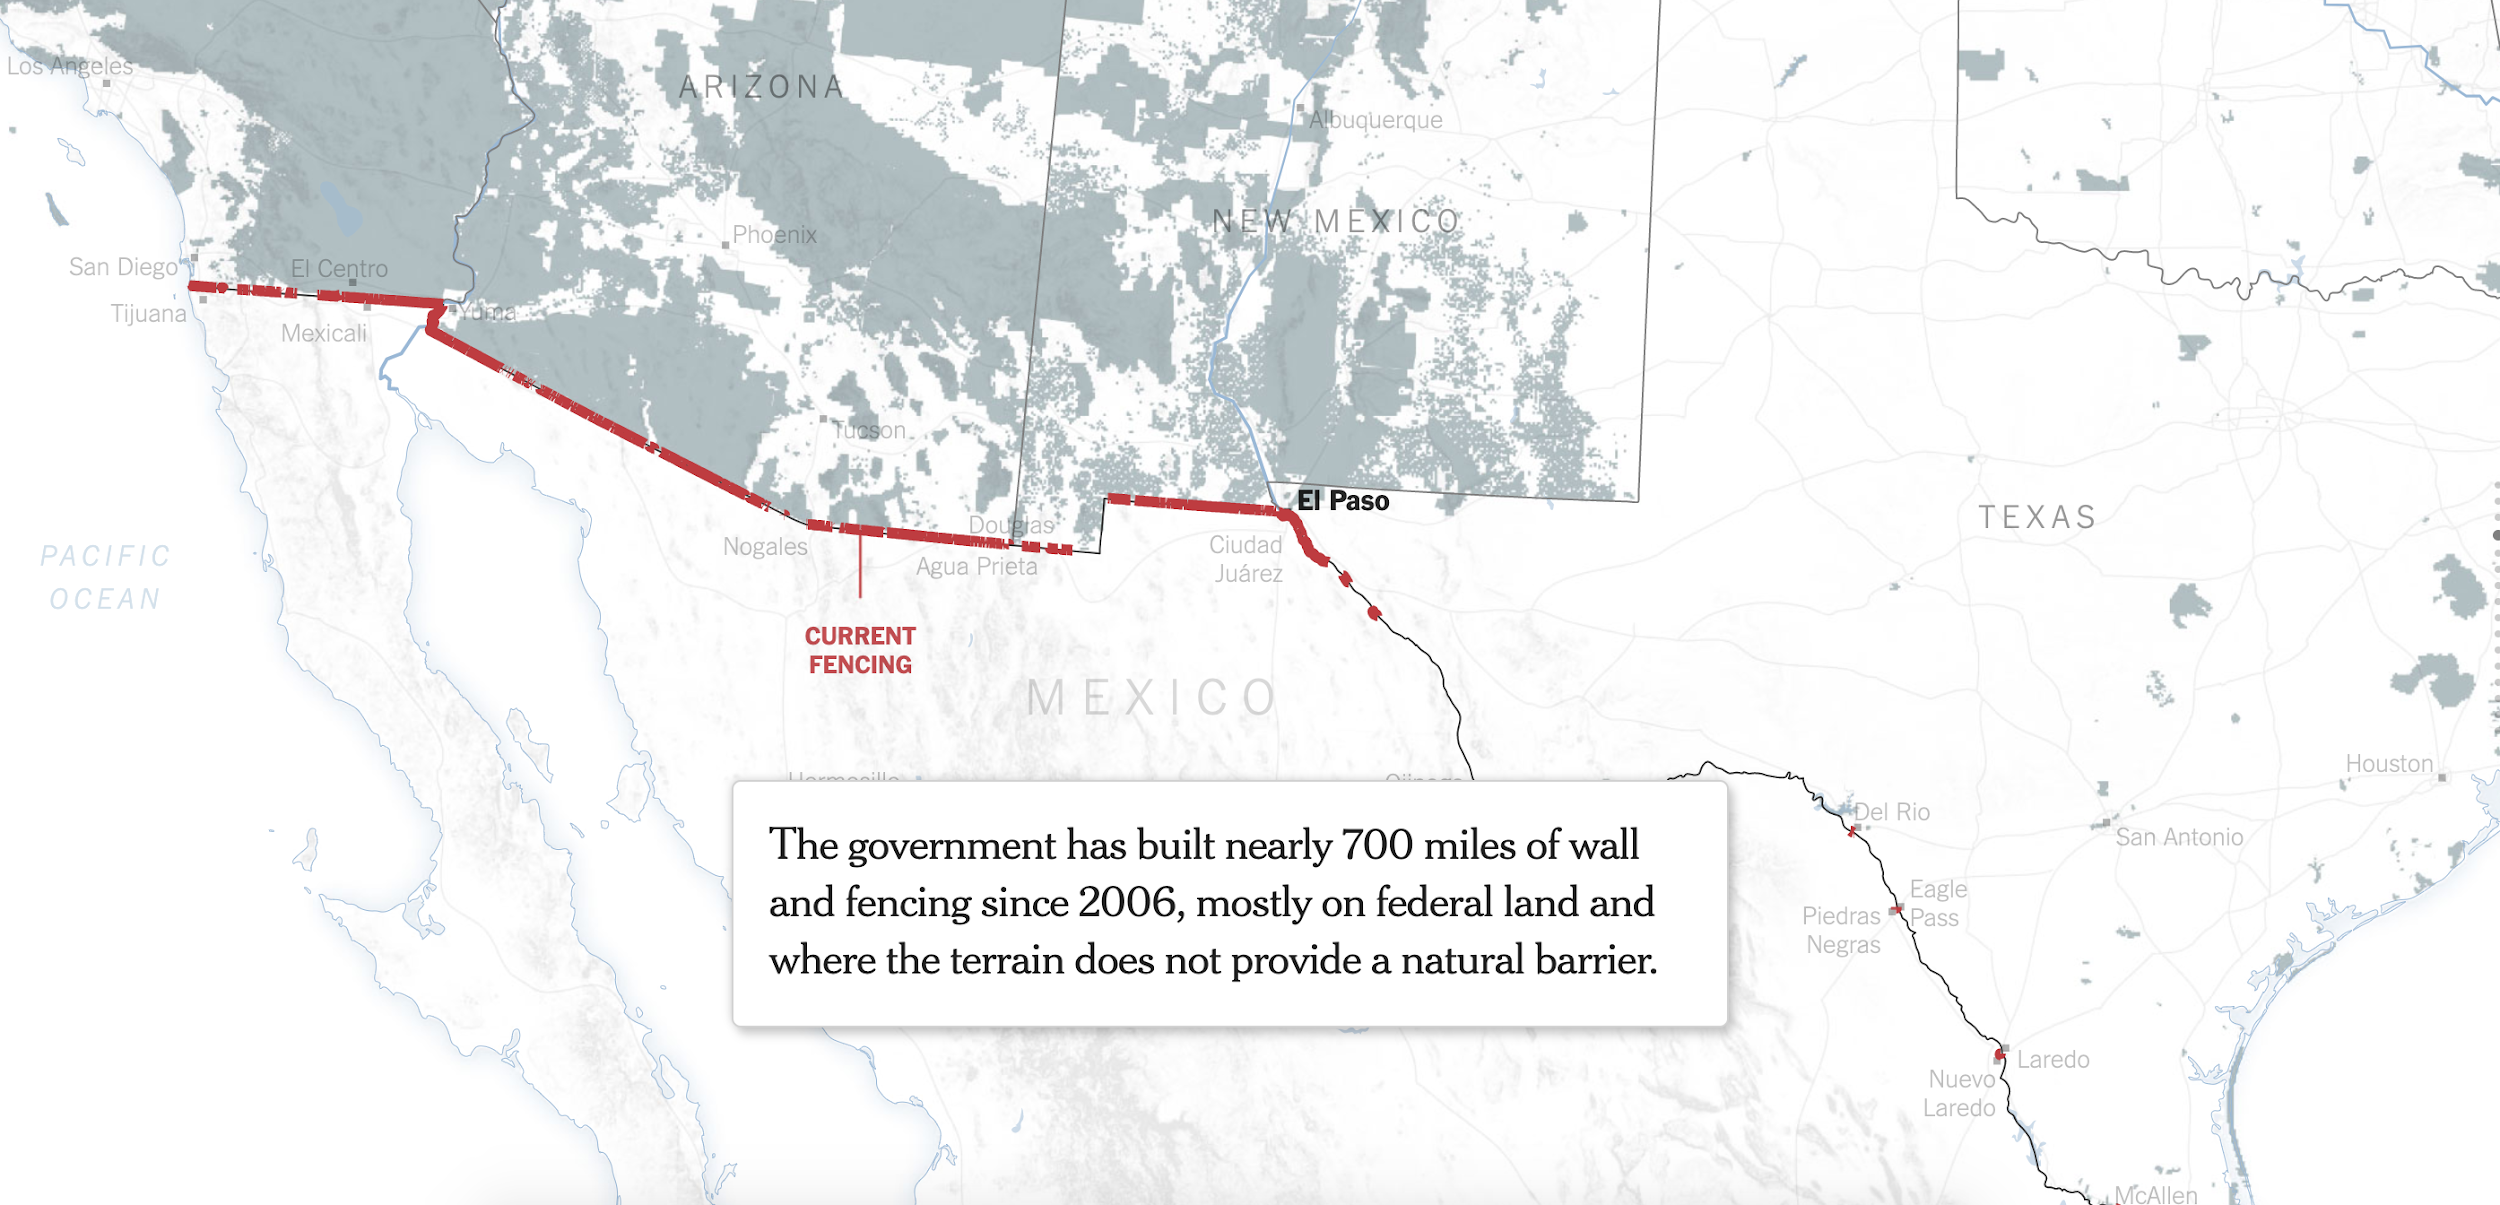 Los Angeles
ARIZONA
Albuquerque
NEW MEXICO
Phoenix
San Diego
El Centro
Tijuana
Yuma
Mexicali
Tucson
El Paso
TEXAS
Nogales
Douglas
Agua Prieta
Ciudad
Juárez
PACIFIC
OCEAN
CURRENT
FENCING
MEXICO
Houston
Del Rio
San Antonio
The government has built nearly 700 miles of wall
and fencing since 2006, mostly on federal land and
where the terrain does not provide a natural barrier.
Eagle
Pass
Piedras
Negras
Laredo
Nuevo
Laredo
McAllen